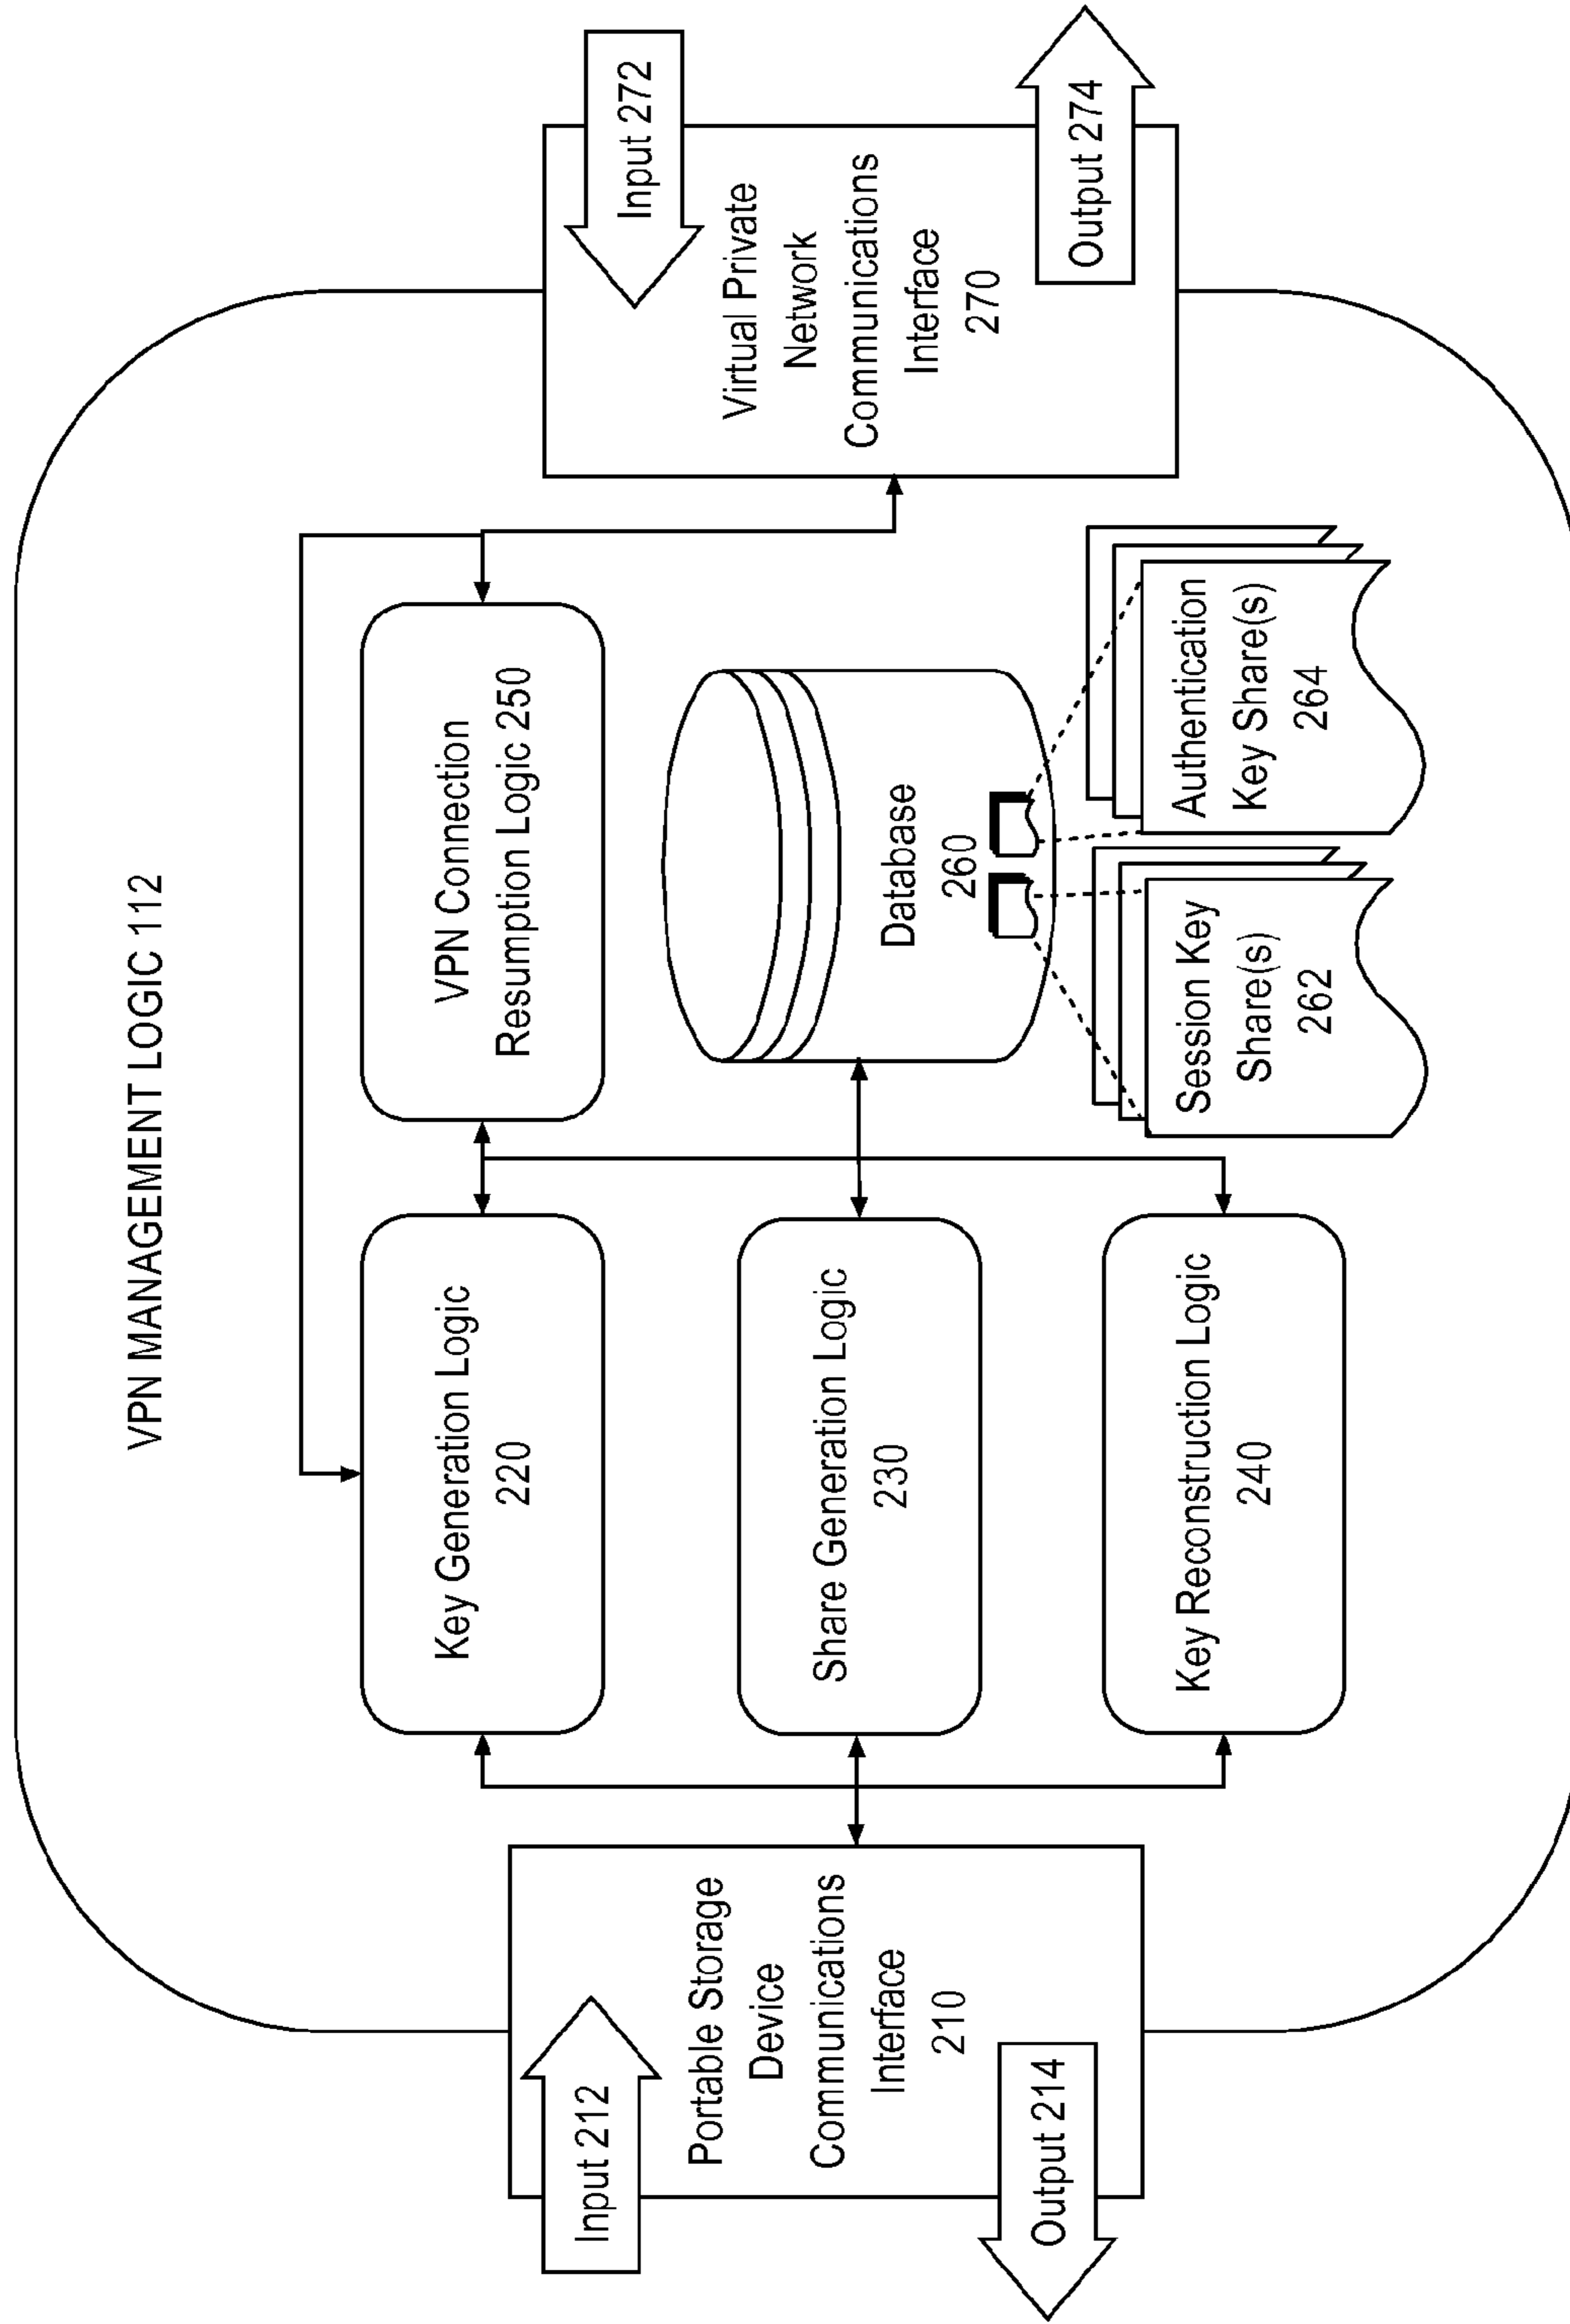 VPN MANAGEMENT LOGIC 112
Input 212
Portable Storage
Device
Communications
Interface
210
Output 214
Key Generation Logic
220
Share Generation Logic
230
Key Reconstruction Logic
240
VPN Connection
Resumption Logic 250
Database
260
Session Key
Share(s)
262
Authentication
Key Share(s)
264
Input 272
Virtual Private
Network
Communications
Interface
270
Output 274